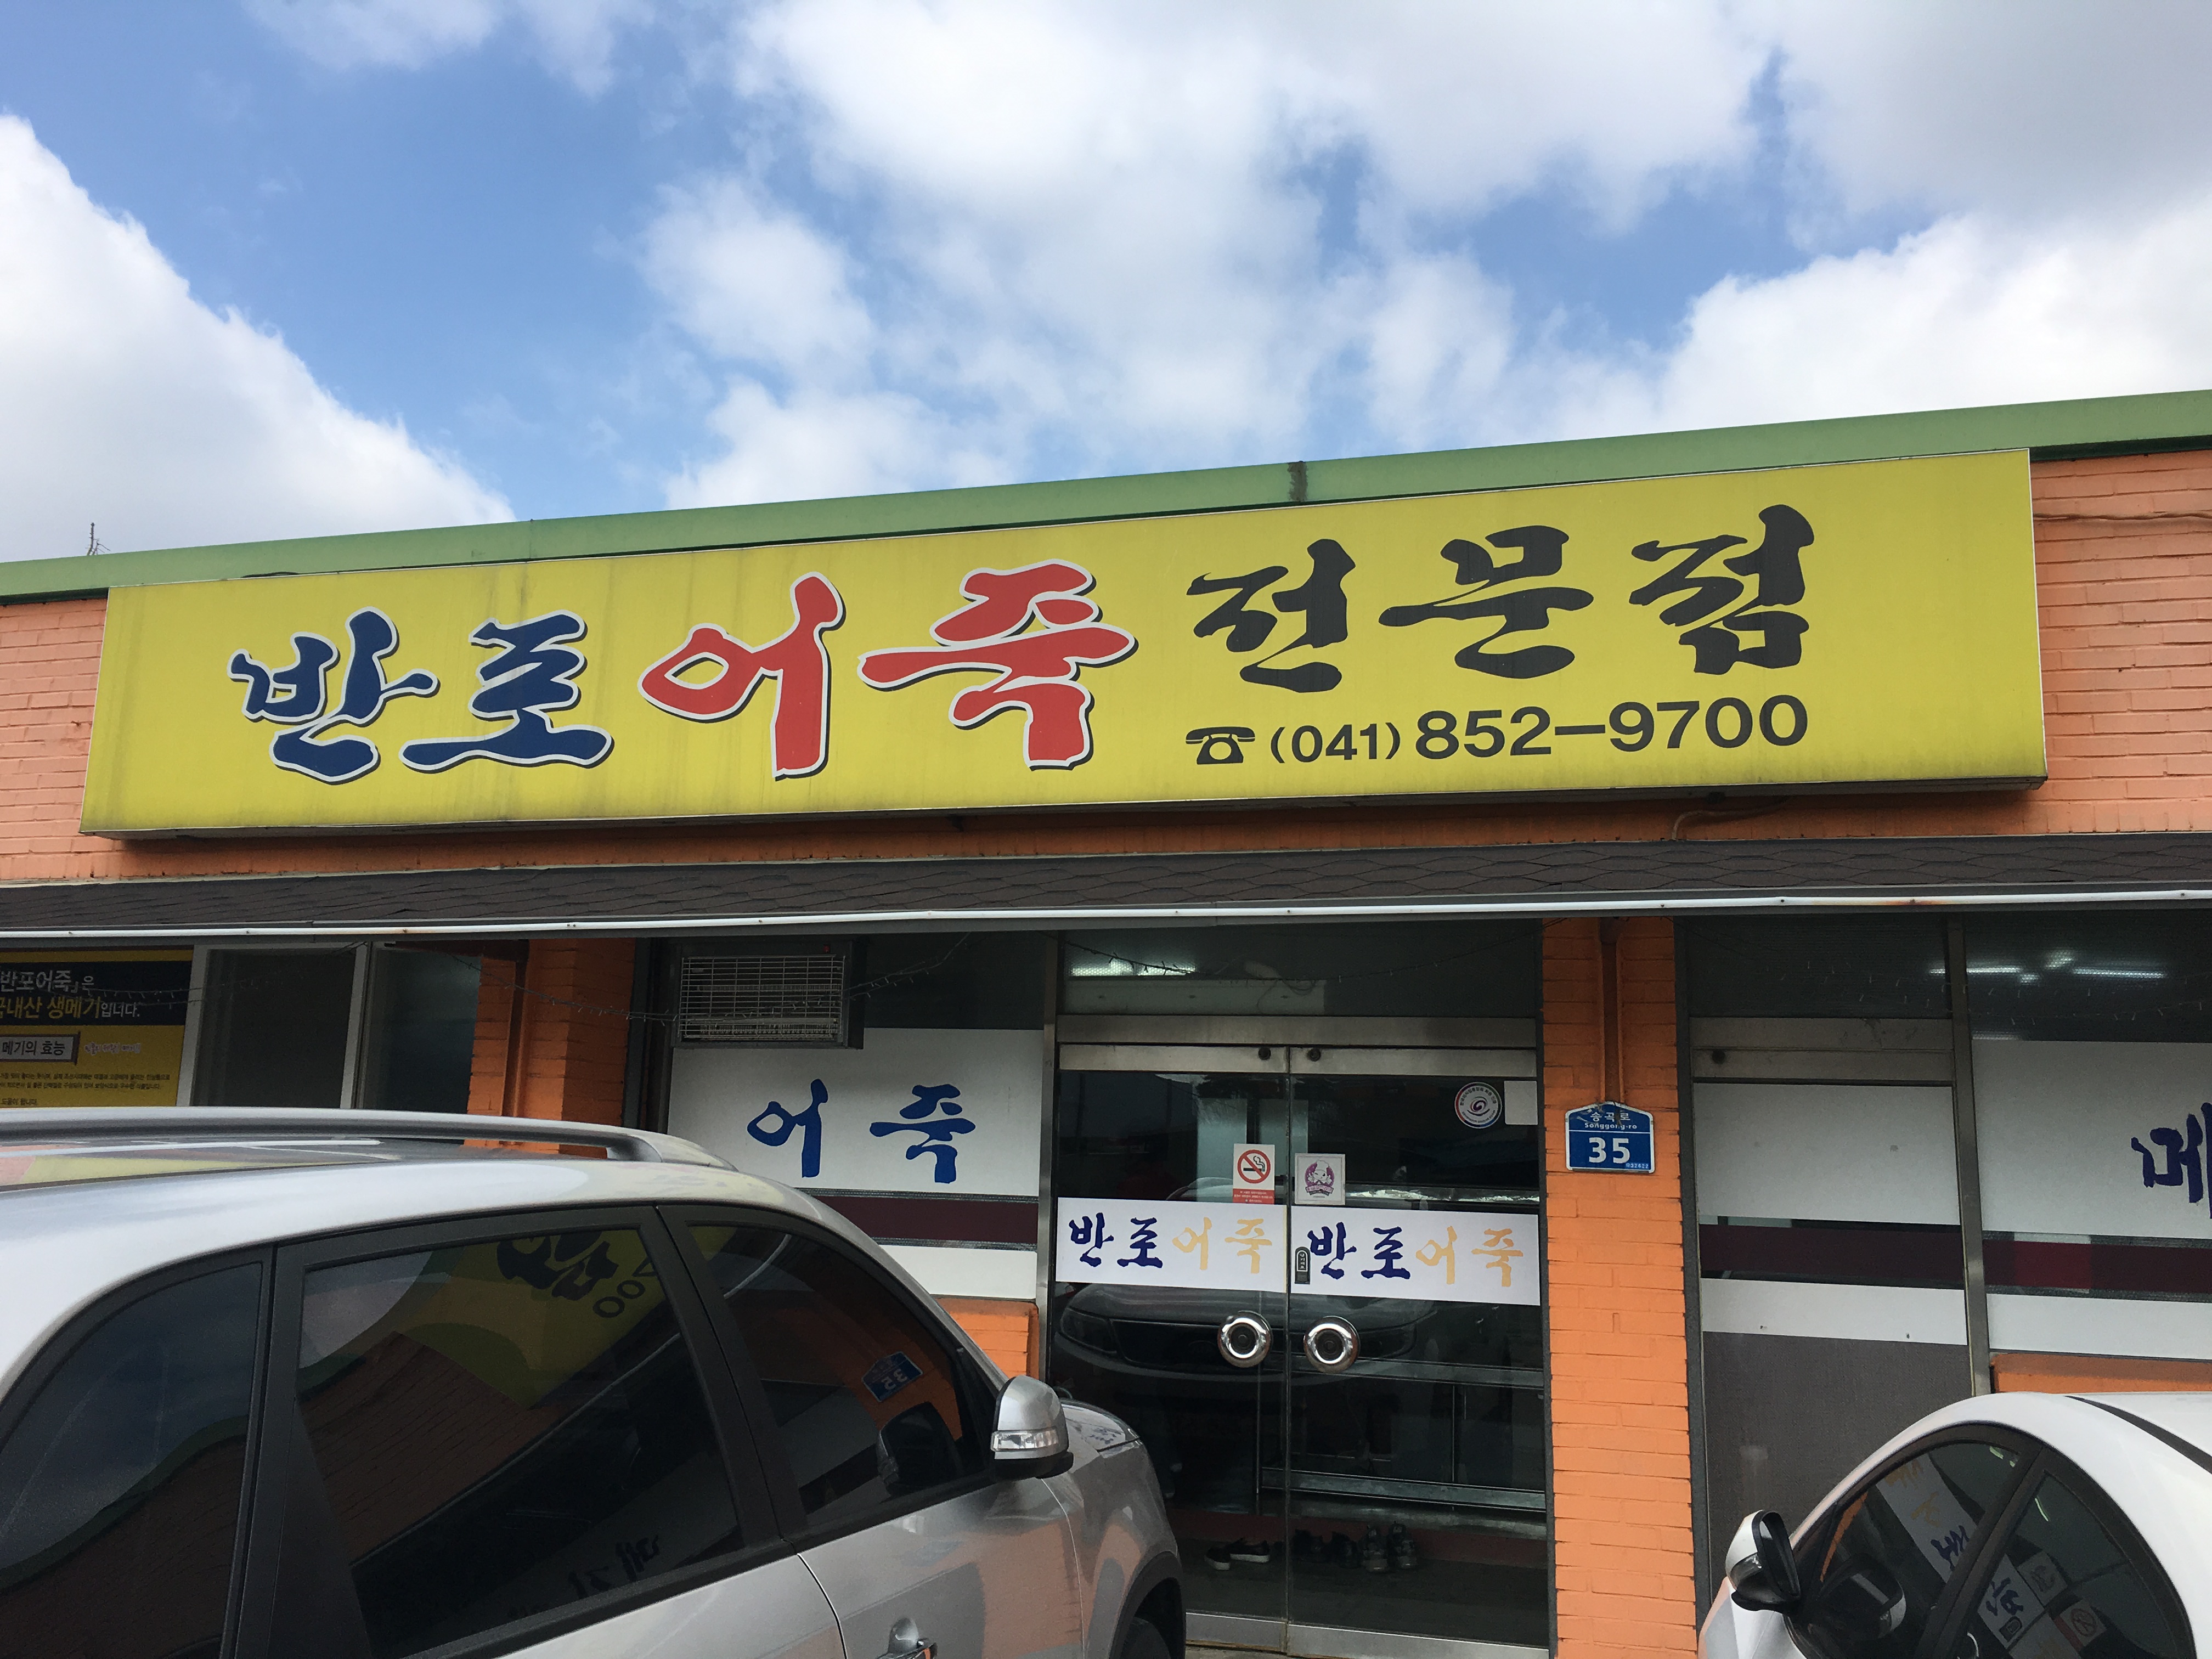 반포어죽 전문점
☎ (041) 852-9700
반포어죽』은
국내산 생메기입니다.
메기의 효능
어죽
반포어죽
반포어죽
송곡로
Songgok-ro
35
메